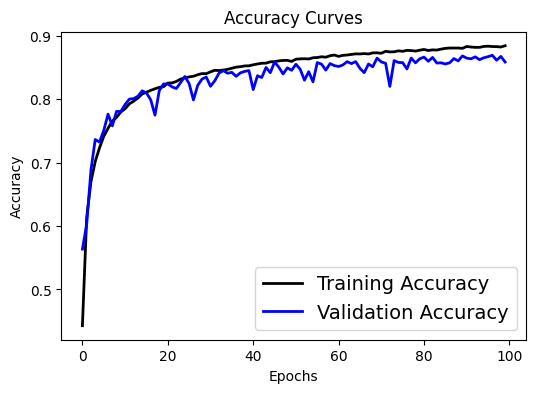 Accuracy Curves
0.9
0.8
0.7
0.6
0.5
Accuracy
Training Accuracy
Validation Accuracy
0 20 40 60 80 100
Epochs